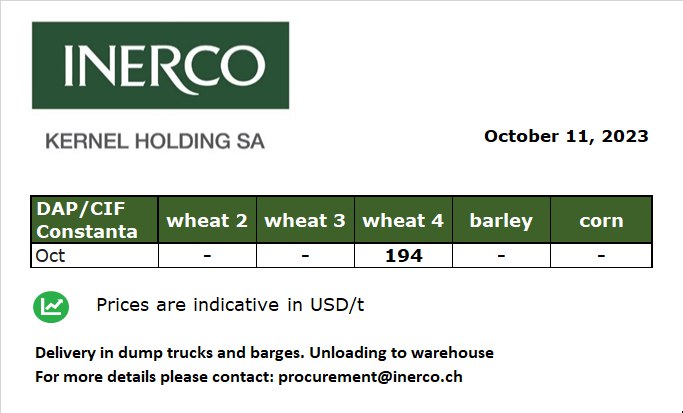 INERCO
KERNEL HOLDING SA
October 11, 2023
DAP/CIF Constanta wheat 2 wheat 3 wheat 4 barley corn
Oct - - 194 - -
Prices are indicative in USD/t
Delivery in dump trucks and barges. Unloading to warehouse
For more details please contact: procurement@inerco.ch